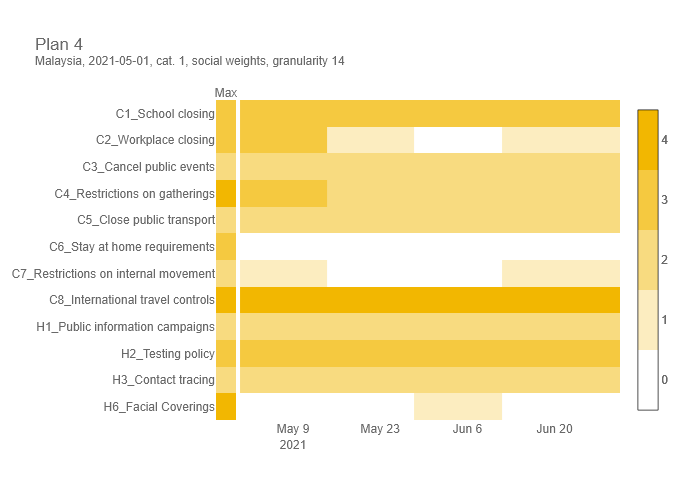 Plan 4
Malaysia, 2021-05-01, cat. 1, social weights, granularity 14
Max
C1_School closing
C2_Workplace closing
C3_Cancel public events
C4_Restrictions on gatherings
C5_Close public transport
C6_Stay at home requirements
C7_Restrictions on internal movement
C8_International travel controls
H1_Public information campaigns
H2_Testing policy
H3_Contact tracing
H6_Facial Coverings
May 9
2021
May 23
Jun 6
Jun 20
4
3
2
1
0